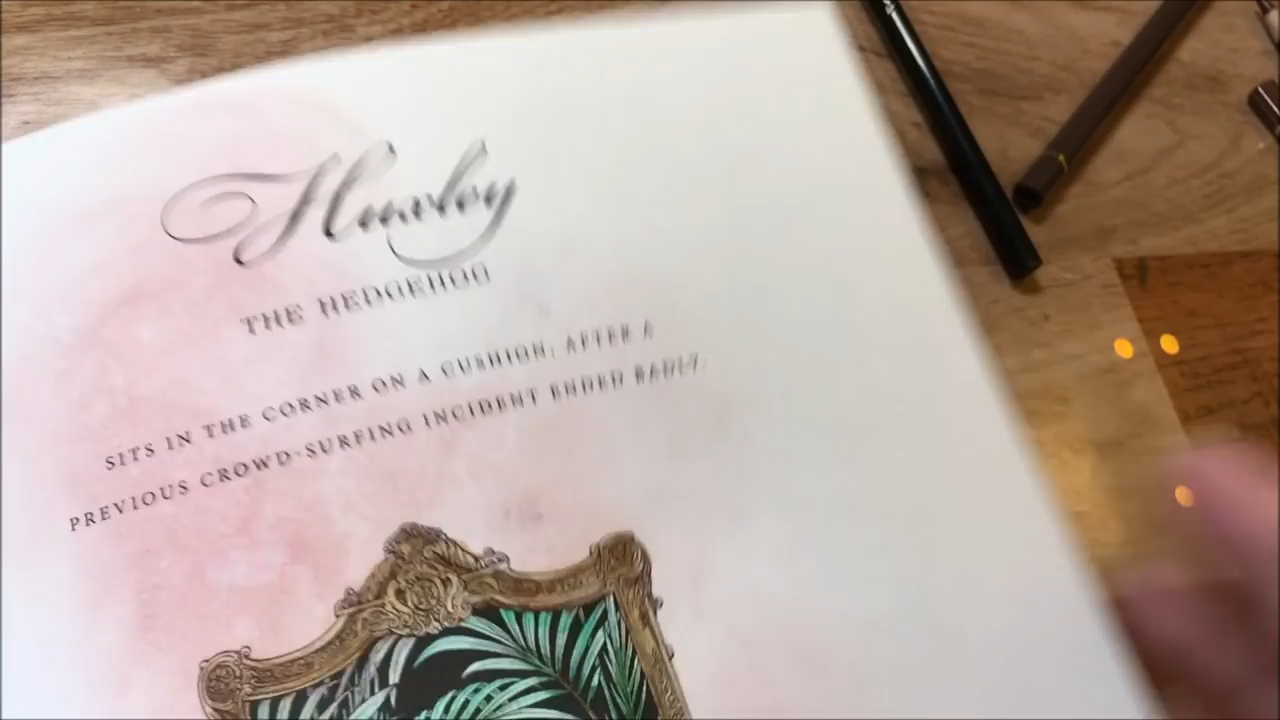 Huxley
THE HEDGEHOG
SITS IN THE CORNER ON A CUSHION, AFTER A
PREVIOUS CROWD-SURFING INCIDENT ENDED BADLY.